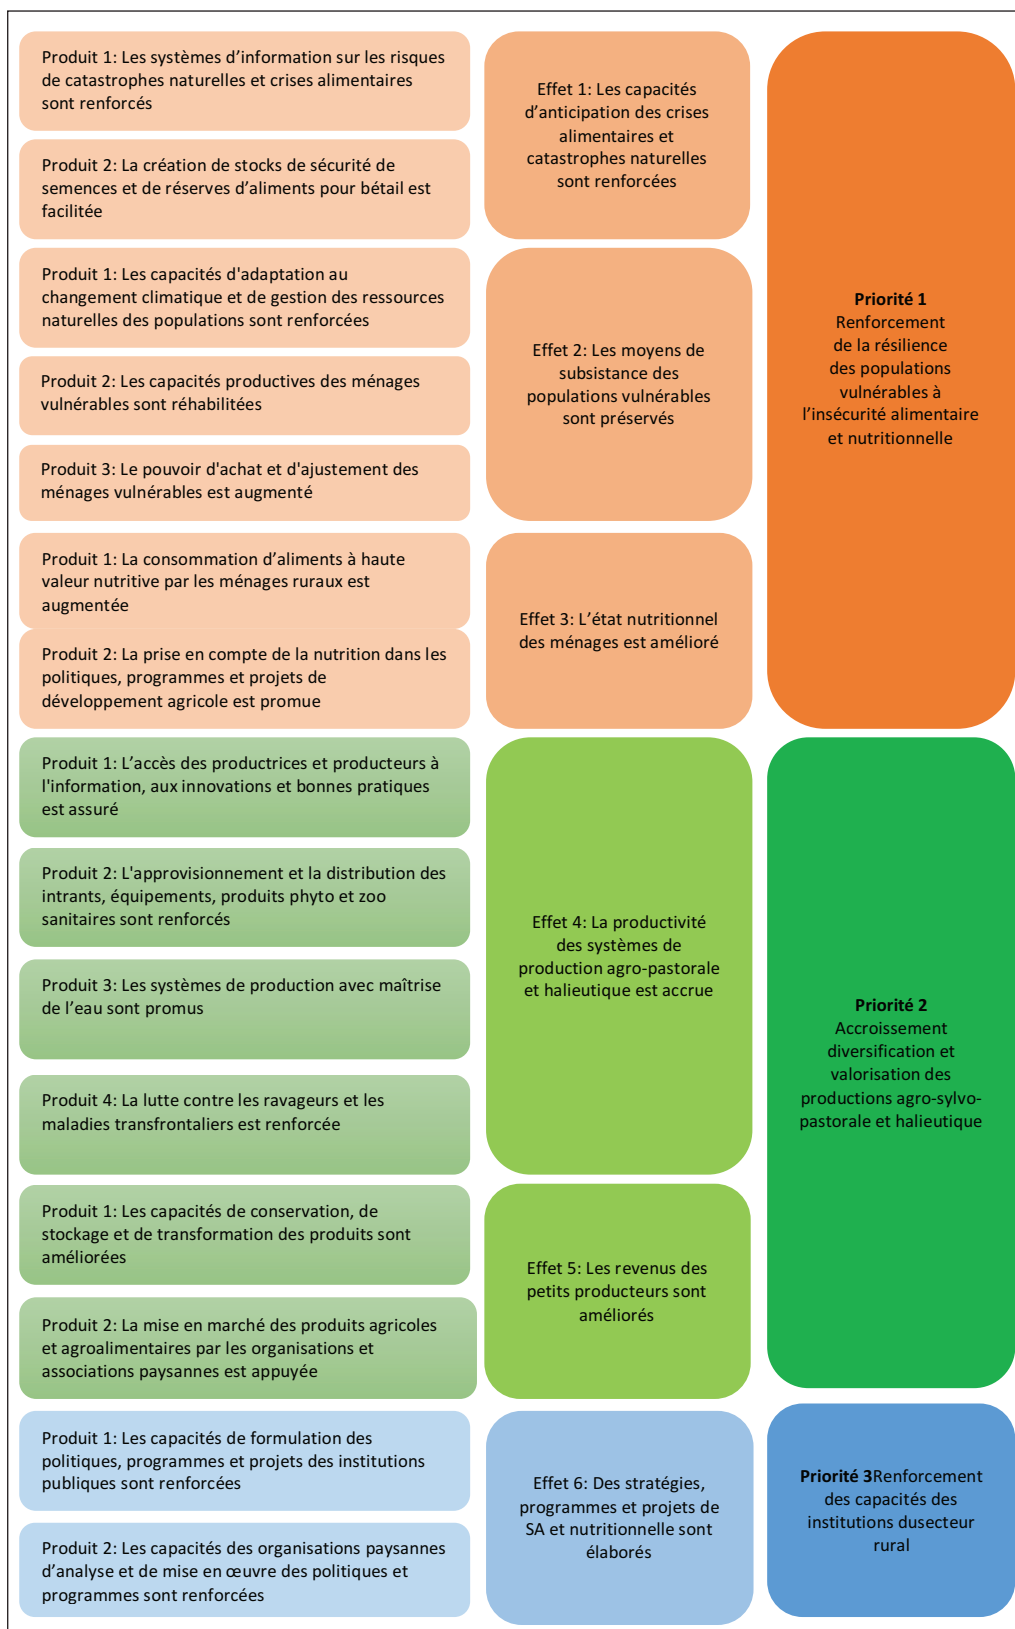 Produit 1: Les systèmes d’information sur les risques
de catastrophes naturelles et crises alimentaires
sont renforcés
Produit 2: La création de stocks de sécurité de
semences et de réserves d’aliments pour bétail est
facilitée
Effet 1: Les capacités
d’anticipation des crises
alimentaires et
catastrophes naturelles
sont renforcées
Produit 1: Les capacités d'adaptation au
changement climatique et de gestion des ressources
naturelles des populations sont renforcées
Produit 2: Les capacités productives des ménages
vulnérables sont réhabilitées
Produit 3: Le pouvoir d'achat et d'ajustement des
ménages vulnérables est augmenté
Effet 2: Les moyens de
subsistance des
populations vulnérables
sont préservés
Produit 1: La consommation d’aliments à haute
valeur nutritive par les ménages ruraux est
augmentée
Produit 2: La prise en compte de la nutrition dans les
politiques, programmes et projets de
développement agricole est promue
Effet 3: L’état nutritionnel
des ménages est amélioré
Priorité 1
Renforcement
de la résilience
des populations
vulnérables à
l’insécurité alimentaire
et nutritionnelle
Produit 1: L’accès des productrices et producteurs à
l'information, aux innovations et bonnes pratiques
est assuré
Produit 2: L'approvisionnement et la distribution des
intrants, équipements, produits phyto et zoo
sanitaires sont renforcés
Produit 3: Les systèmes de production avec maîtrise
de l’eau sont promus
Produit 4: La lutte contre les ravageurs et les
maladies transfrontaliers est renforcée
Effet 4: La productivité
des systèmes de
production agro-pastorale
et halieutique est accrue
Produit 1: Les capacités de conservation, de
stockage et de transformation des produits sont
améliorées
Produit 2: La mise en marché des produits agricoles
et agroalimentaires par les organisations et
associations paysannes est appuyée
Effet 5: Les revenus des
petits producteurs sont
améliorés
Priorité 2
Accroissement
diversification et
valorisation des
productions agro-sylvo-
pastorale et halieutique
Produit 1: Les capacités de formulation des
politiques, programmes et projets des institutions
publiques sont renforcées
Produit 2: Les capacités des organisations paysannes
d’analyse et de mise en œuvre des politiques et
programmes sont renforcées
Effet 6: Des stratégies,
programmes et projets de
SA et nutritionnelle sont
élaborés
Priorité 3Renforcement
des capacités des
institutions dusecteur
rural